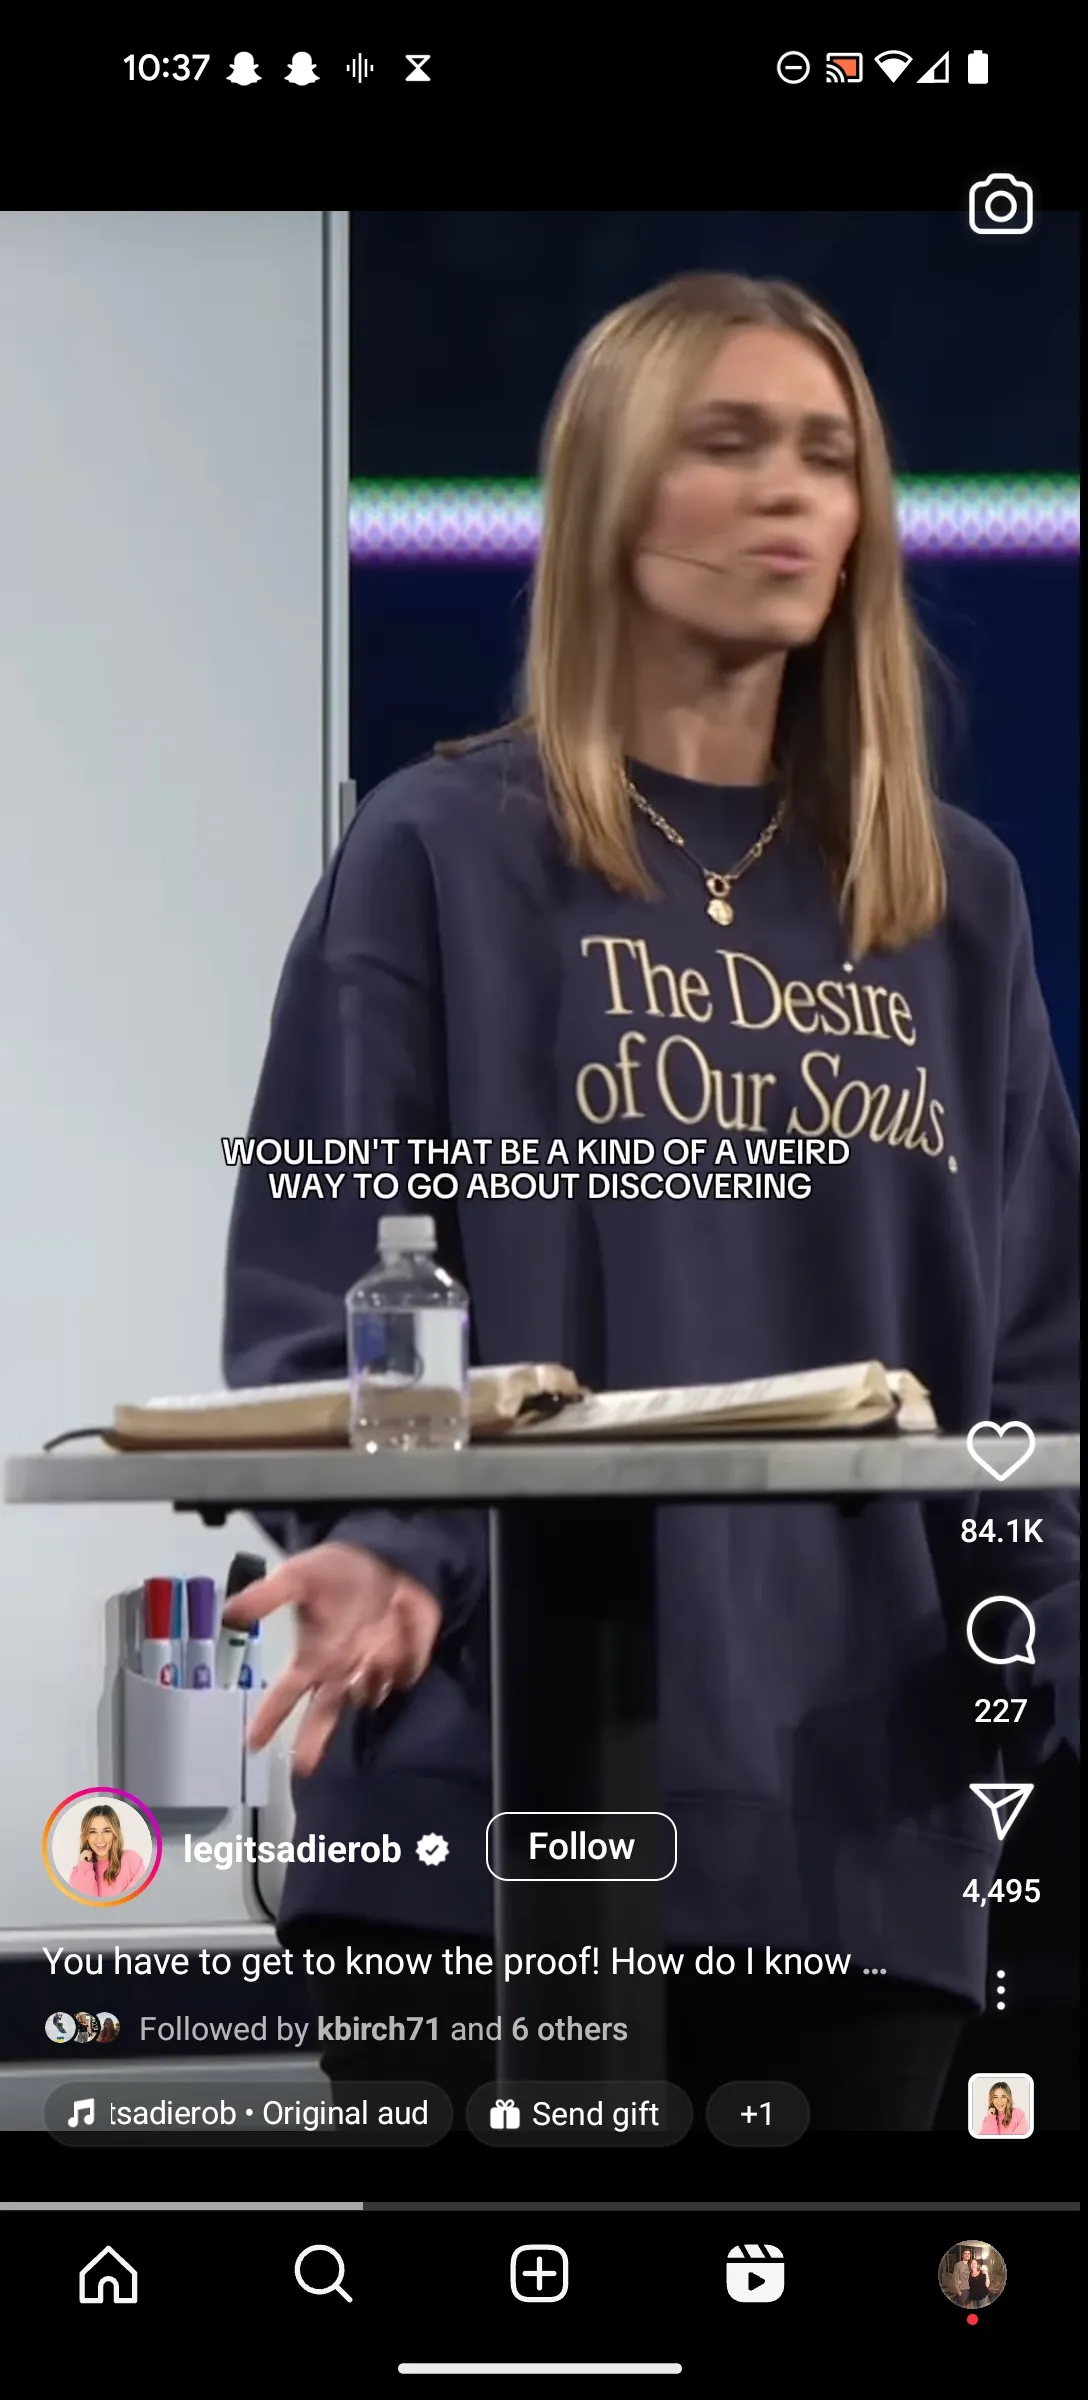 10:37
The Desire
of Our Souls.
WOULDN'T THAT BE A KIND OF A WEIRD
WAY TO GO ABOUT DISCOVERING
84.1K
227
legitsadierob
Follow
4,495
You have to get to know the proof! How do I know ...
Followed by kbirch71 and 6 others
tsadierob • Original aud
Send gift
+1